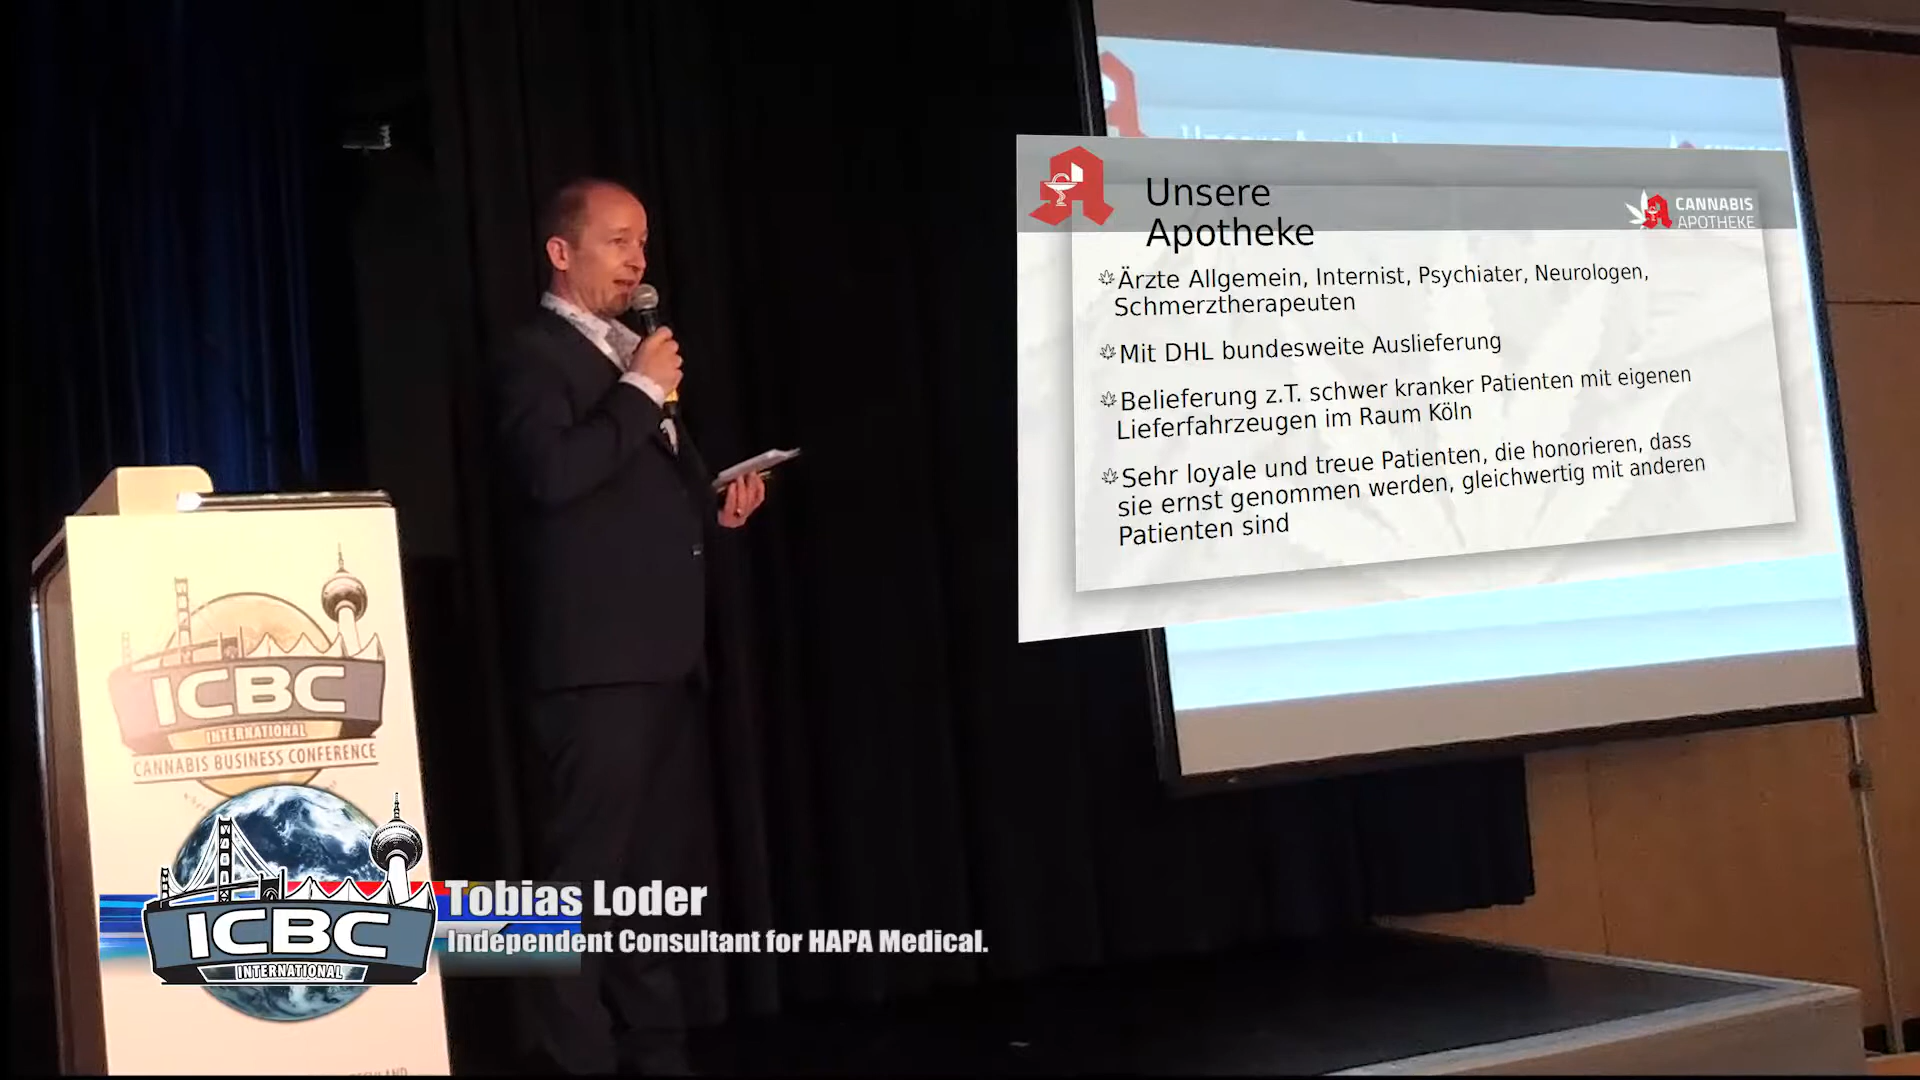 Unsere
Apotheke
CANNABIS
APOTHEKE
Ärzte Allgemein, Internist, Psychiater, Neurologen,
Schmerztherapeuten
Mit DHL bundesweite Auslieferung
Belieferung z.T. schwer kranker Patienten mit eigenen
Lieferfahrzeugen im Raum Köln
Sehr loyale und treue Patienten, die honorieren, dass
sie ernst genommen werden, gleichwertig mit anderen
Patienten sind
ICBC
INTERNATIONAL
CANNABIS BUSINESS CONFERENCE
ICBC
INTERNATIONAL
Tobias Loder
Independent Consultant for HAPA Medical.